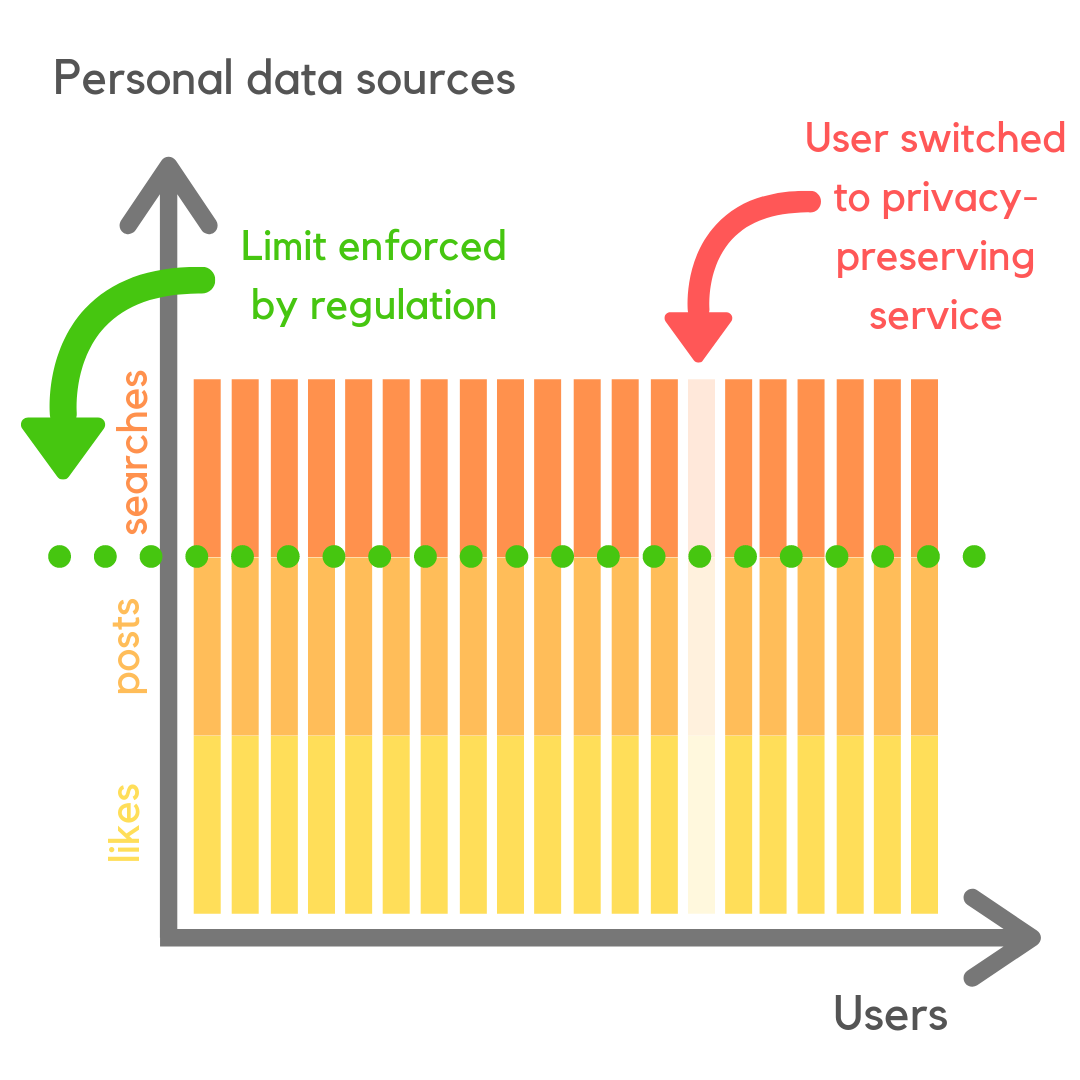 Personal data sources
User switched
to privacy-
preserving
service
Limit enforced
by regulation
searches
posts
likes
Users